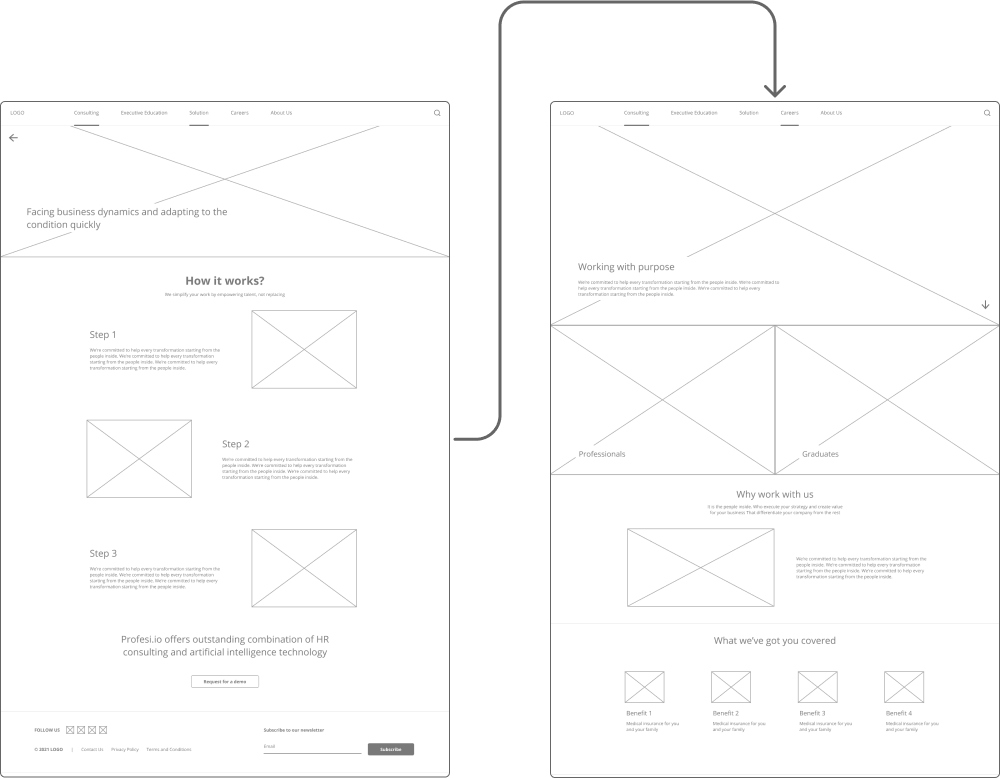 LOGO
Consulting
Executive Education
Solution
Careers
About Us
Facing business dynamics and adapting to the
condition quickly
How it works?
We simplify your work by empowering talent, not replacing
Step 1
We're committed to help every transformation starting from the
people inside. We're committed to help every transformation
starting from the people inside. We're committed to help every
transformation starting from the people inside.
Step 2
We're committed to help every transformation starting from the
people inside. We're committed to help every transformation
starting from the people inside. We're committed to help every
transformation starting from the people inside.
Step 3
We're committed to help every transformation starting from the
people inside. We're committed to help every transformation
starting from the people inside. We're committed to help every
transformation starting from the people inside.
Profesi.io offers outstanding combination of HR
consulting and artificial intelligence technology
Request for a demo
FOLLOW US
© 2021 LOGO | Contact Us Privacy Policy Terms and Conditions
Subscribe to our newsletter
Email
Subscribe
LOGO
Consulting
Executive Education
Solution
Careers
About Us
Working with purpose
We're committed to help every transformation starting from the people inside. We're committed to
help every transformation starting from the people inside. We're committed to help every
transformation starting from the people inside.
Professionals
Graduates
Why work with us
It is the people inside. Who execute your strategy and create value
for your business That differentiate your company from the rest
We're committed to help every transformation starting from the
people inside. We're committed to help every transformation
starting from the people inside. We're committed to help every
transformation starting from the people inside.
What we've got you covered
Benefit 1
Medical insurance for you
and your family
Benefit 2
Medical insurance for you
and your family
Benefit 3
Medical insurance for you
and your family
Benefit 4
Medical insurance for you
and your family